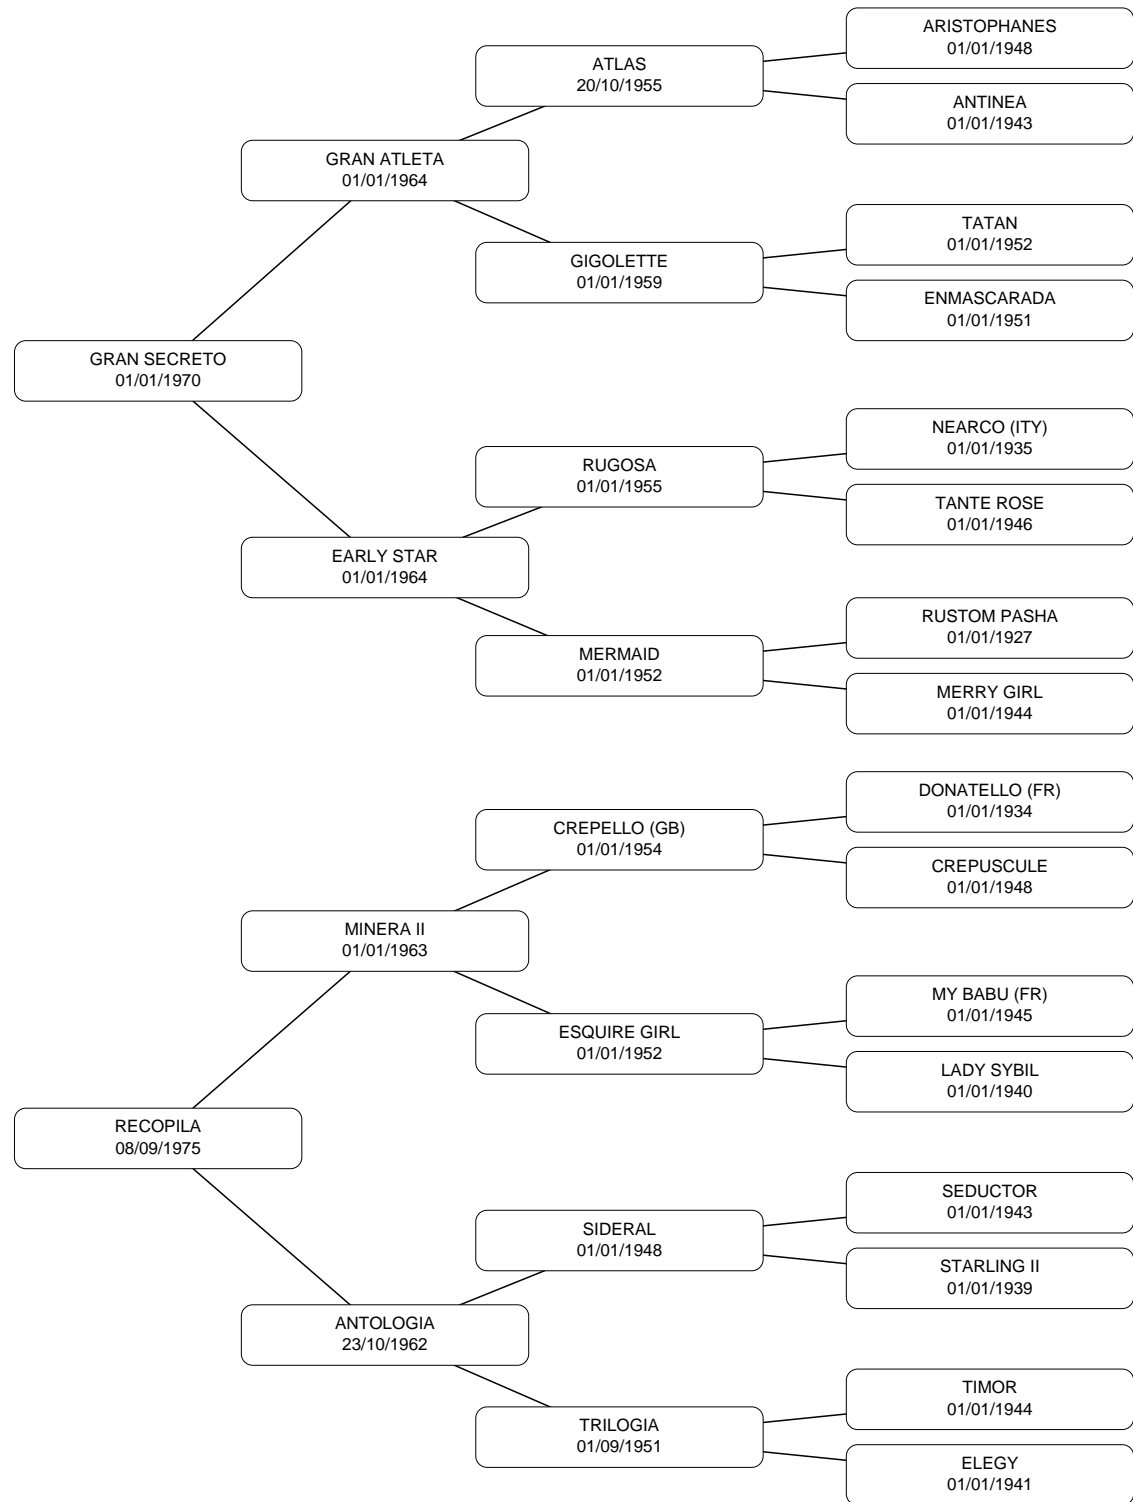 ARISTOPHANES
01/01/1948
ATLAS
20/10/1955
ANTINEA
01/01/1943
GRAN ATLETA
01/01/1964
TATAN
01/01/1952
GIGOLETTE
01/01/1959
ENMASCARADA
01/01/1951
GRAN SECRETO
01/01/1970
NEARCO (ITY)
01/01/1935
RUGOSA
01/01/1955
TANTE ROSE
01/01/1946
EARLY STAR
01/01/1964
RUSTOM PASHA
01/01/1927
MERMAID
01/01/1952
MERRY GIRL
01/01/1944
DONATELLO (FR)
01/01/1934
CREPELLO (GB)
01/01/1954
CREPUSCULE
01/01/1948
MINERA II
01/01/1963
MY BABU (FR)
01/01/1945
ESQUIRE GIRL
01/01/1952
LADY SYBIL
01/01/1940
RECOPILA
08/09/1975
SEDUCTOR
01/01/1943
SIDERAL
01/01/1948
STARLING II
01/01/1939
ANTOLOGIA
23/10/1962
TIMOR
01/01/1944
TRILOGIA
01/09/1951
ELEGY
01/01/1941